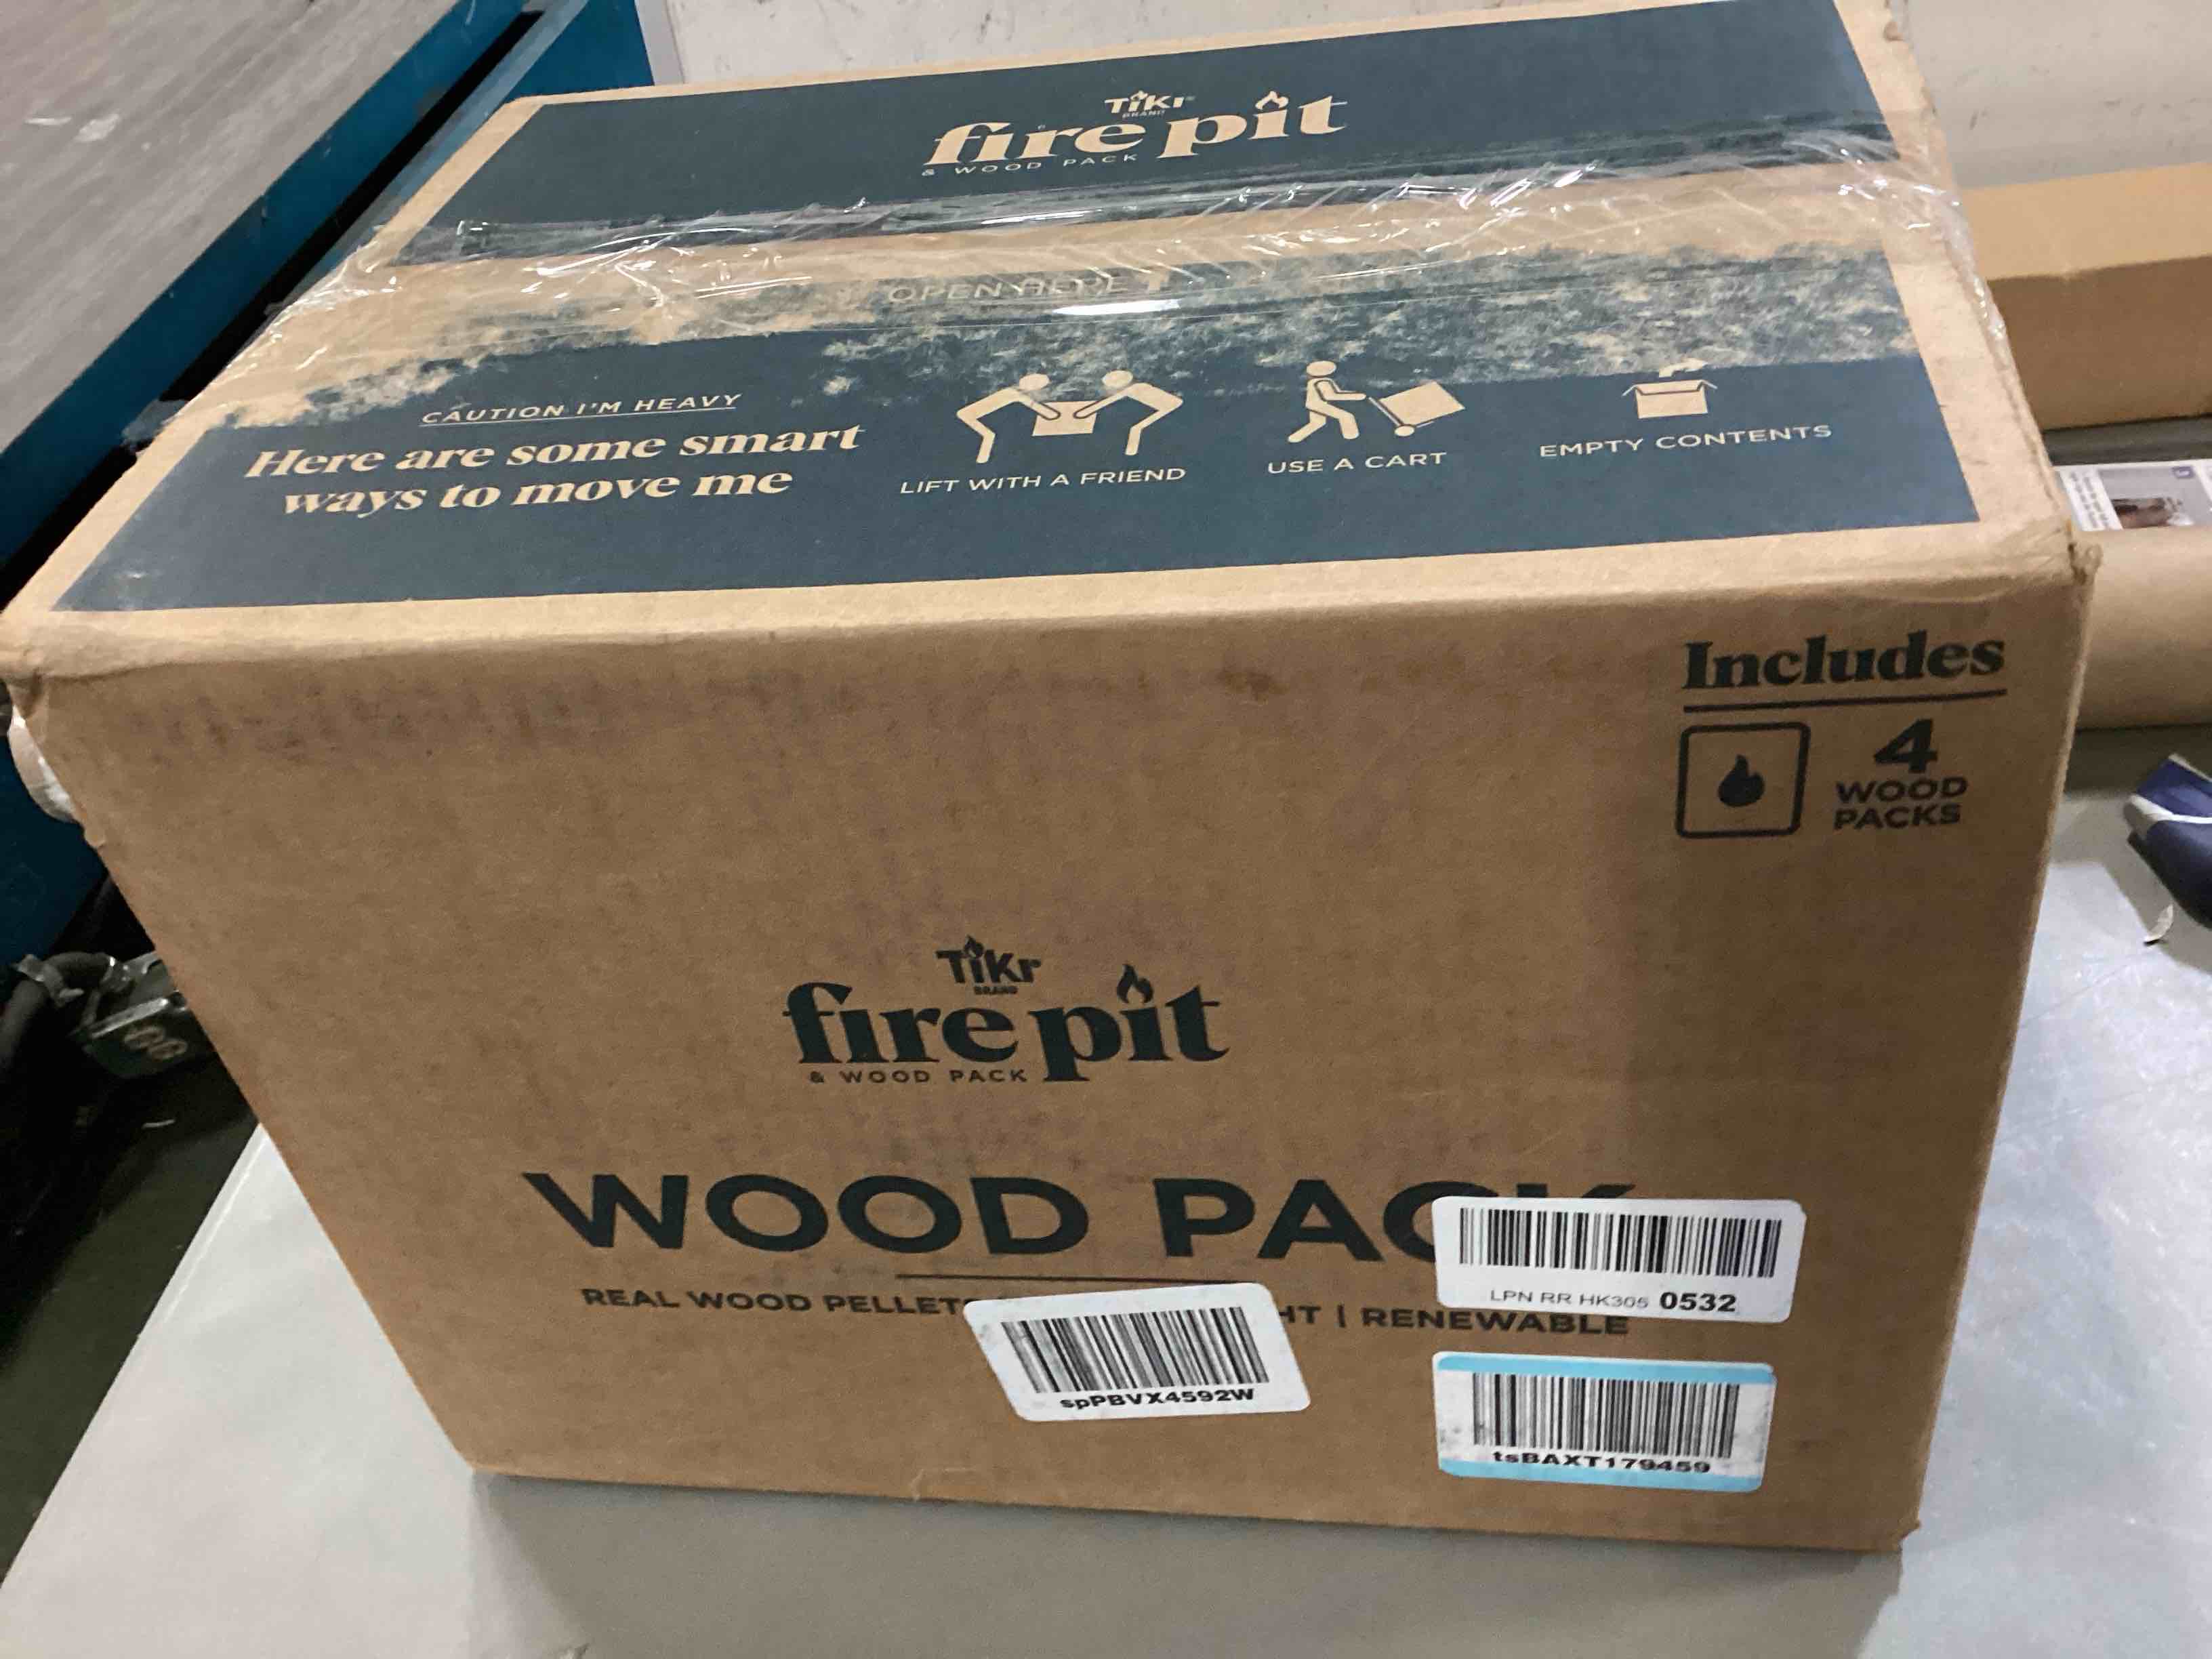 TIKI
BRAND
fire pit
& WOOD PACK
OPEN HERE
CAUTION I'M HEAVY
Here are some smart
ways to move me
LIFT WITH A FRIEND
USE A CART
EMPTY CONTENTS
Includes
4
WOOD
PACKS
TIKI
BRAND
fire pit
& WOOD PACK
WOOD PACK
REAL WOOD PELLETS HT | RENEWABLE
LPN RR HK305 0532
spPBVX4592W
tsBAXT179459